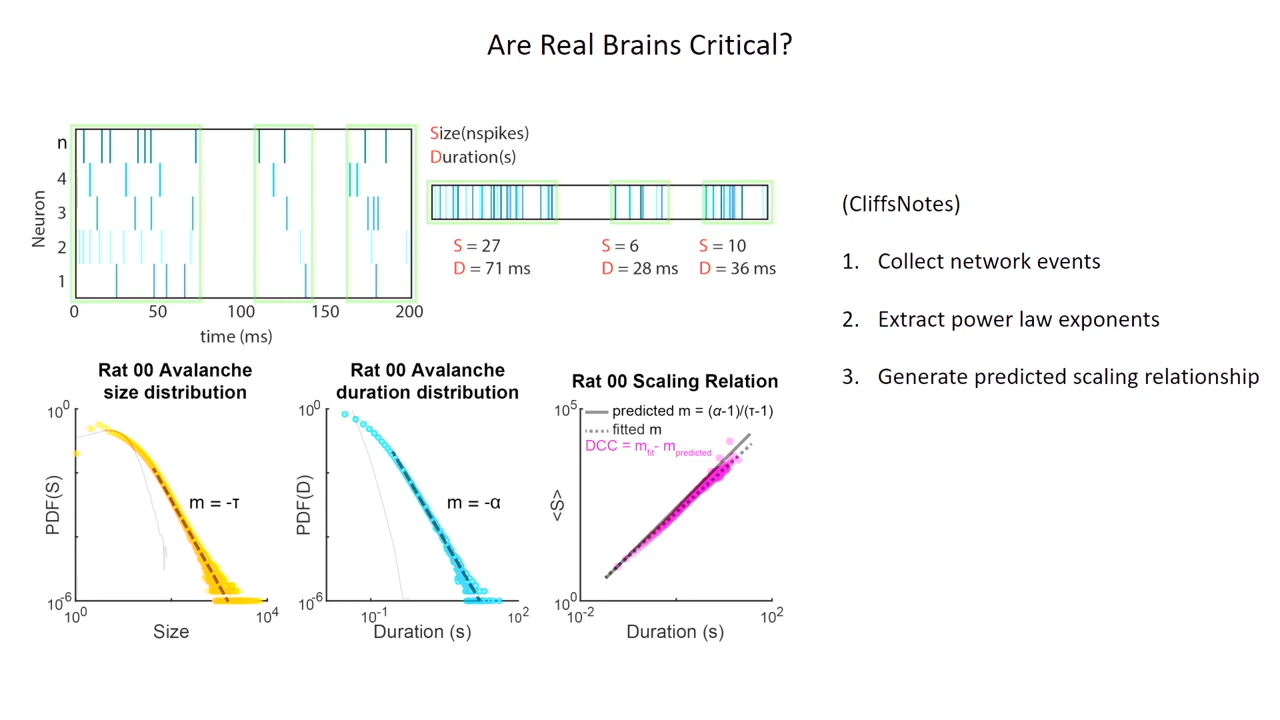 Are Real Brains Critical?
n
4
3
2
1
Neuron
0
50
100
150
200
time (ms)
Size(nspikes)
Duration(s)
S = 27
D = 71 ms
S = 6
D = 28 ms
S = 10
D = 36 ms
(CliffsNotes)
1. Collect network events
2. Extract power law exponents
3. Generate predicted scaling relationship
Rat 00 Avalanche
size distribution
10^0
PDF(S)
m = -τ
10^-6
10^0
10^4
Size
Rat 00 Avalanche
duration distribution
10^0
PDF(D)
m = -α
10^-6
10^-1
10^2
Duration (s)
Rat 00 Scaling Relation
10^5
predicted m = (α-1)/(τ-1)
fitted m
DCC = m_fit- m_predicted
<S>
10^0
10^-2
10^2
Duration (s)